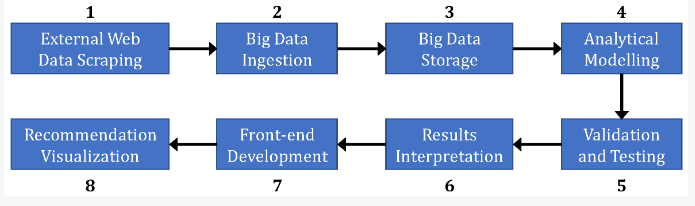 1
External Web
Data Scraping
2
Big Data
Ingestion
3
Big Data
Storage
4
Analytical
Modelling
Validation
and Testing
5
Results
Interpretation
6
Front-end
Development
7
Recommendation
Visualization
8